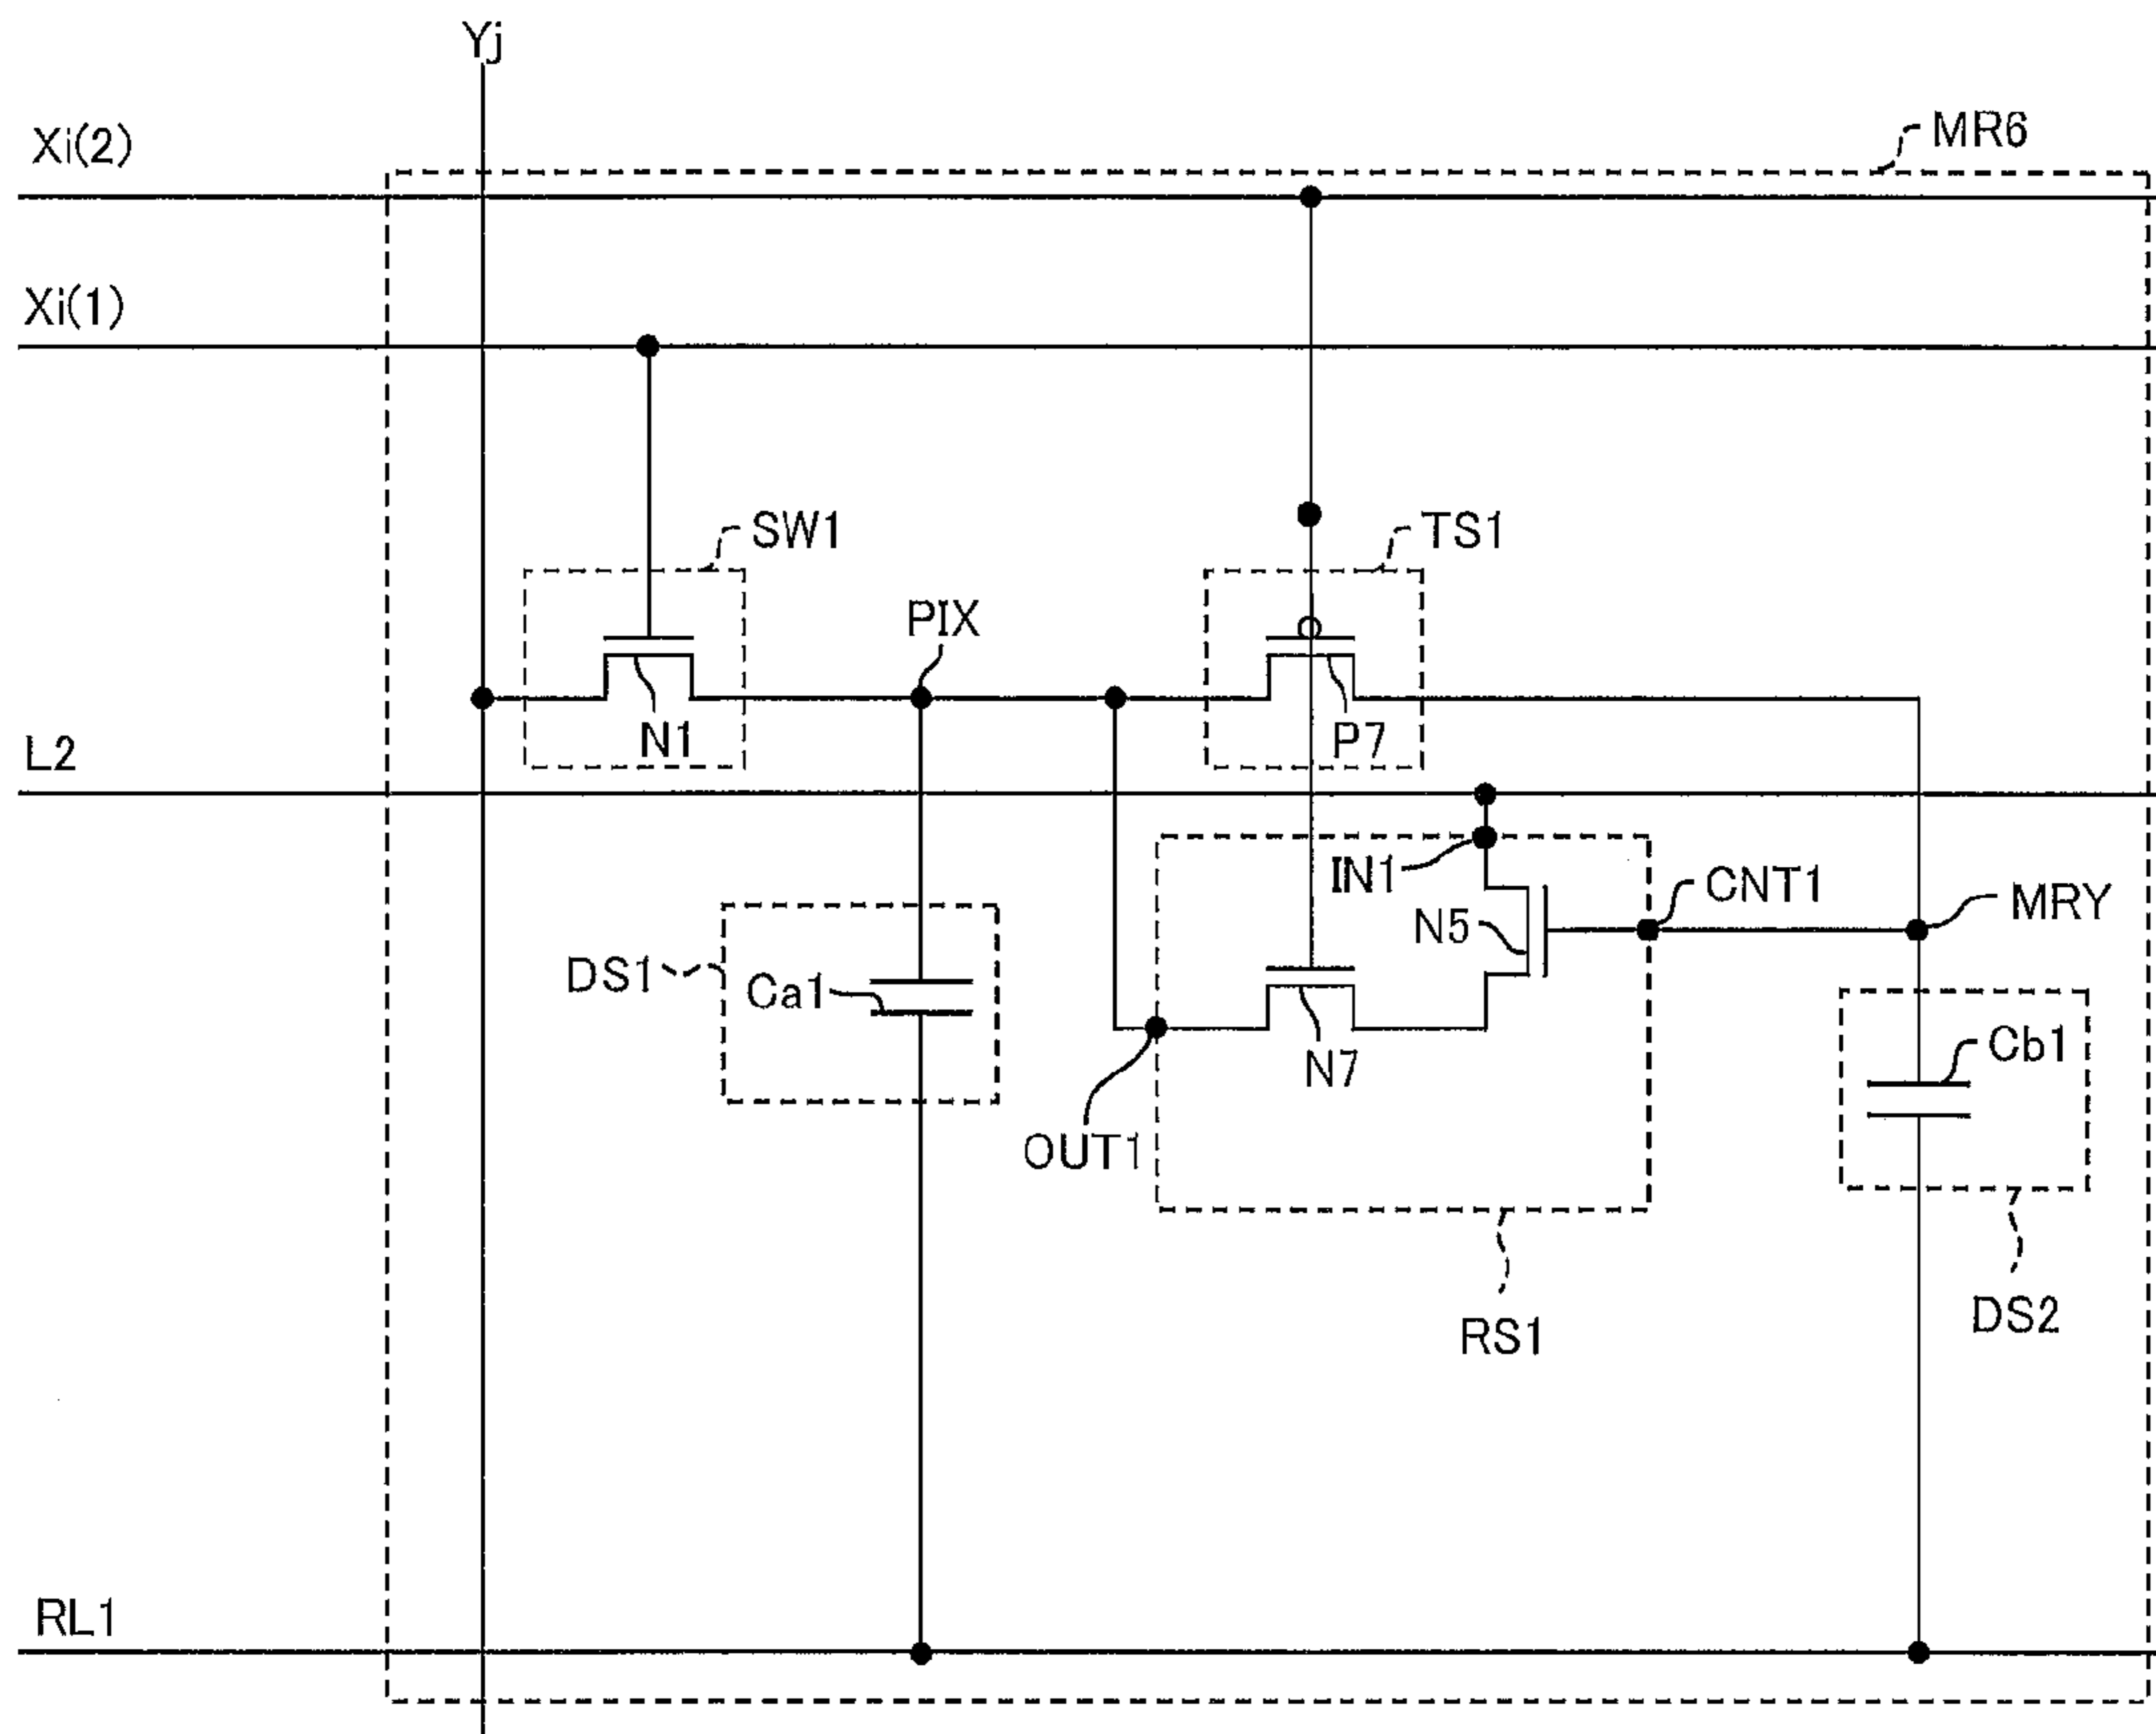 Yj
Xi(2)
MR6
Xi(1)
SW1
TS1
PIX
N1
P7
L2
IN1
CNT1
MRY
N5
DS1
Ca1
Cb1
N7
OUT1
DS2
RS1
RL1